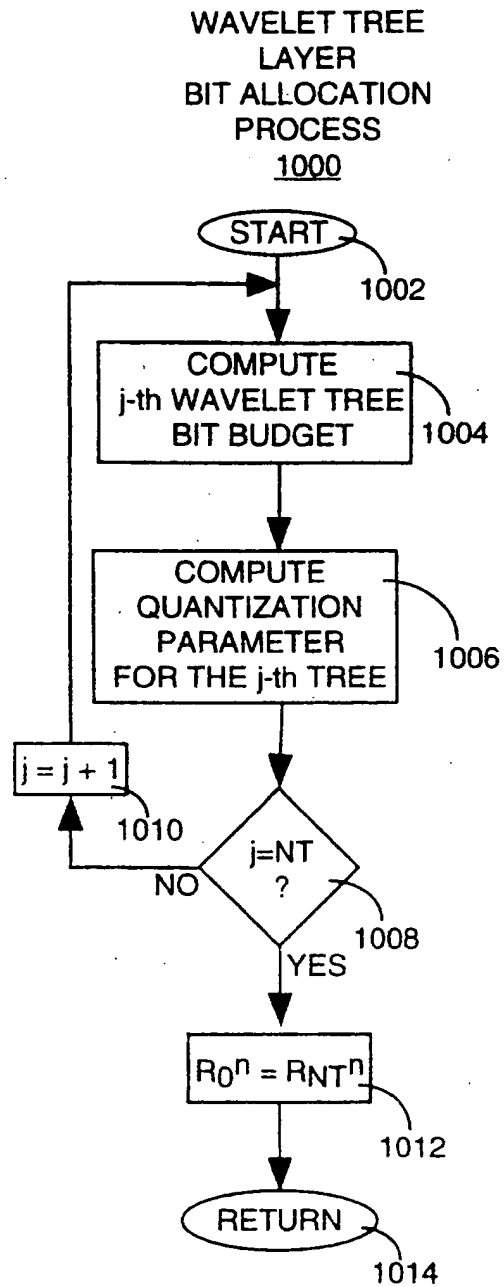 WAVELET TREE
LAYER
BIT ALLOCATION
PROCESS
1000
START
1002
COMPUTE
j-th WAVELET TREE
BIT BUDGET
1004
COMPUTE
QUANTIZATION
PARAMETER
FOR THE j-th TREE
1006
j = j + 1
1010
j=NT
?
NO
1008
YES
R0n = RNTn
1012
RETURN
1014